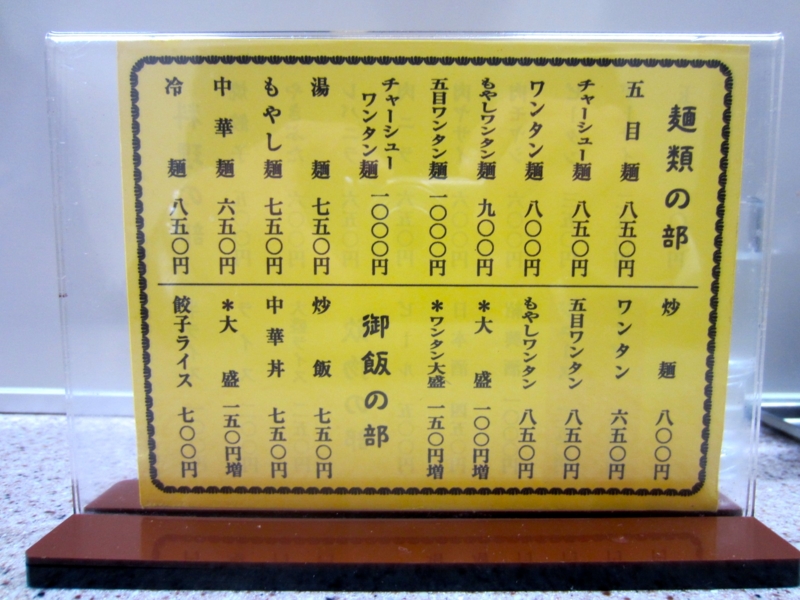 麺類の部
五目麺 八五〇円
チャーシュー麺 八五〇円
ワンタン麺 八〇〇円
もやしワンタン麺 九〇〇円
五目ワンタン麺 一〇〇〇円
チャーシュー
ワンタン麺 一〇〇〇円
湯麺 七五〇円
もやし麺 七五〇円
中華麺 六五〇円
冷麺 八五〇円
炒麺 八〇〇円
ワンタン 六五〇円
五目ワンタン 八五〇円
もやしワンタン 八五〇円
*大盛 一〇〇円増
*ワンタン大盛 一五〇円増
御飯の部
炒飯 七五〇円
中華丼 七五〇円
*大盛 一五〇円増
餃子ライス 七〇〇円